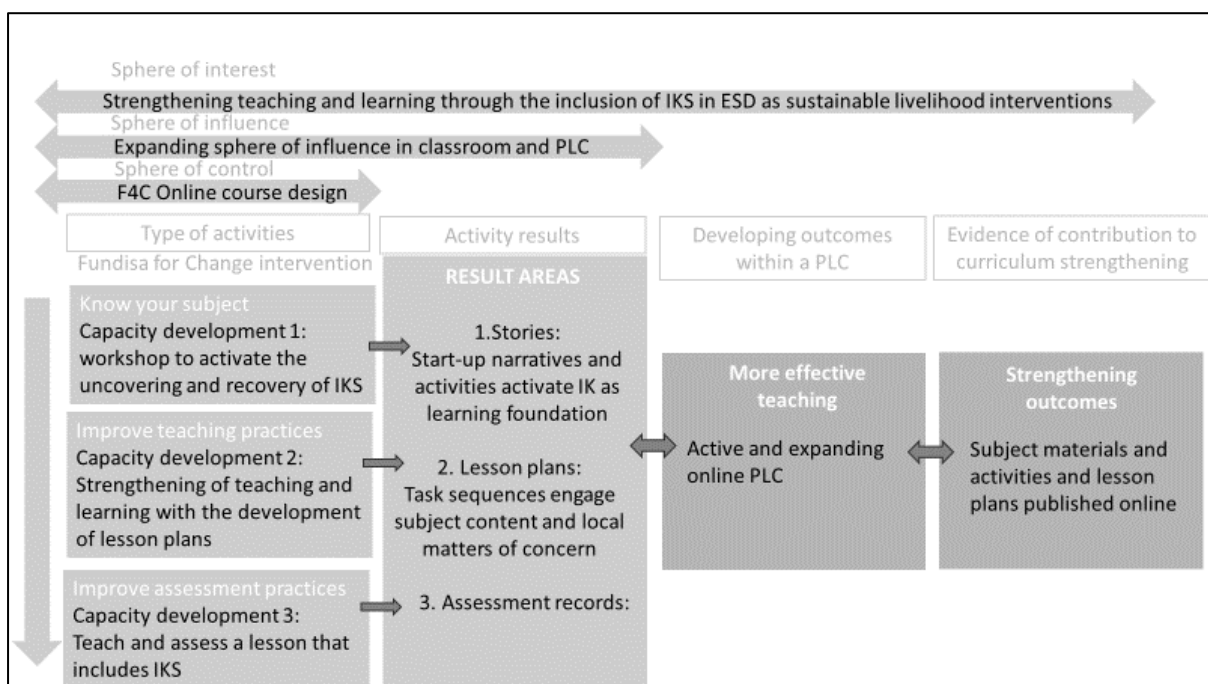 Sphere of interest
Strengthening teaching and learning through the inclusion of IKS in ESD as sustainable livelihood interventions
Sphere of influence
Expanding sphere of influence in classroom and PLC
Sphere of control
F4C Online course design
Type of activities
Activity results
Developing outcomes
within a PLC
Evidence of contribution to
curriculum strengthening
Fundisa for Change intervention
Know your subject
Capacity development 1:
workshop to activate the
uncovering and recovery of IKS
Improve teaching practices
Capacity development 2:
Strengthening of teaching and
learning with the development
of lesson plans
Improve assessment practices
Capacity development 3:
Teach and assess a lesson that
includes IKS
RESULT AREAS
1.Stories:
Start-up narratives and
activities activate IK as
learning foundation
2. Lesson plans:
Task sequences engage
subject content and local
matters of concern
3. Assessment records:
More effective
teaching
Active and expanding
online PLC
Strengthening
outcomes
Subject materials and
activities and lesson
plans published online